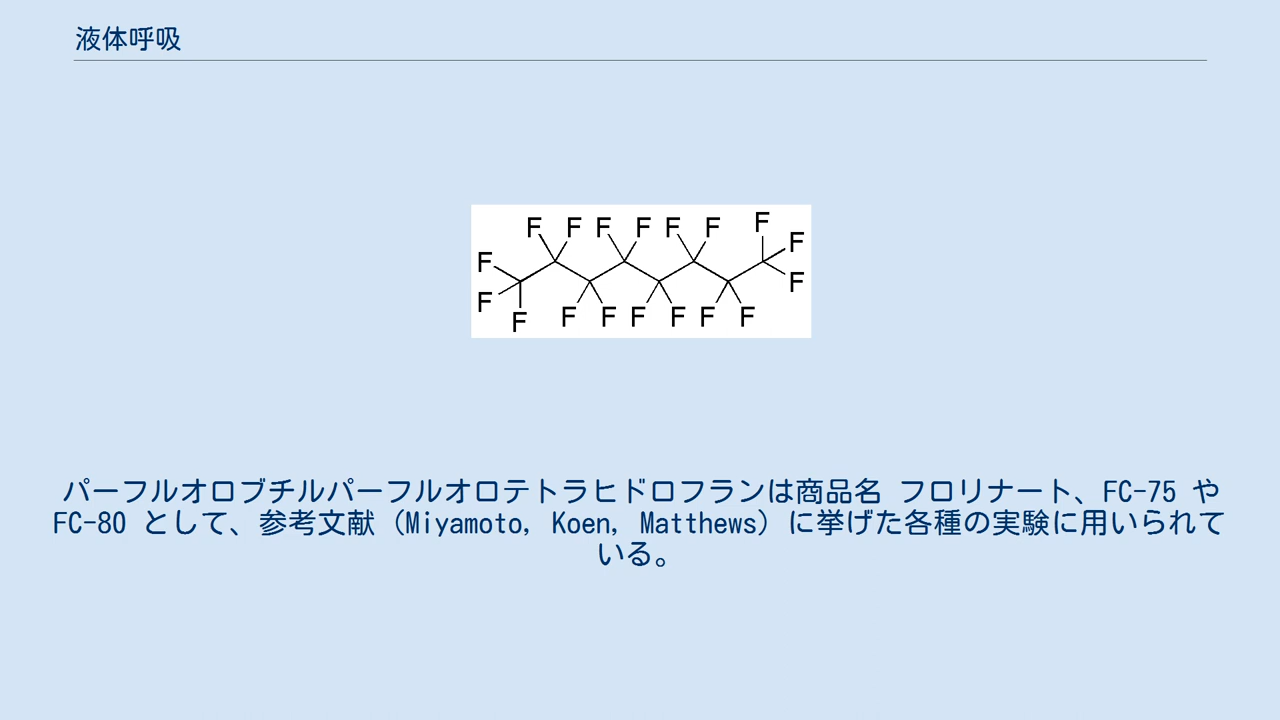 液体呼吸
F F F F F F F
F F
F F
F F F F F F F
パーフルオロブチルパーフルオロテトラヒドロフランは商品名 フロリナート、FC-75 や
FC-80 として、参考文献 (Miyamoto, Koen, Matthews) に挙げた各種の実験に用いられて
いる。